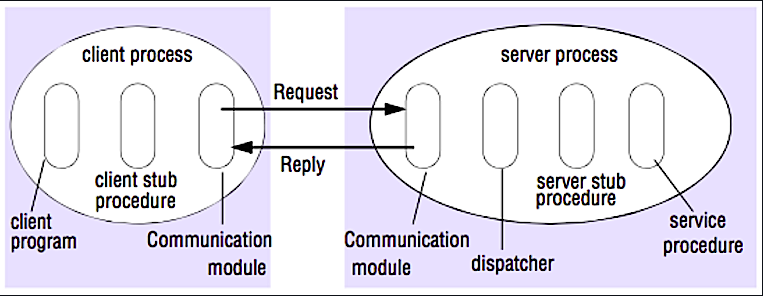 client process
server process
Request
Reply
client stub
procedure
server stub
procedure
client
program
Communication
module
Communication
module
dispatcher
service
procedure